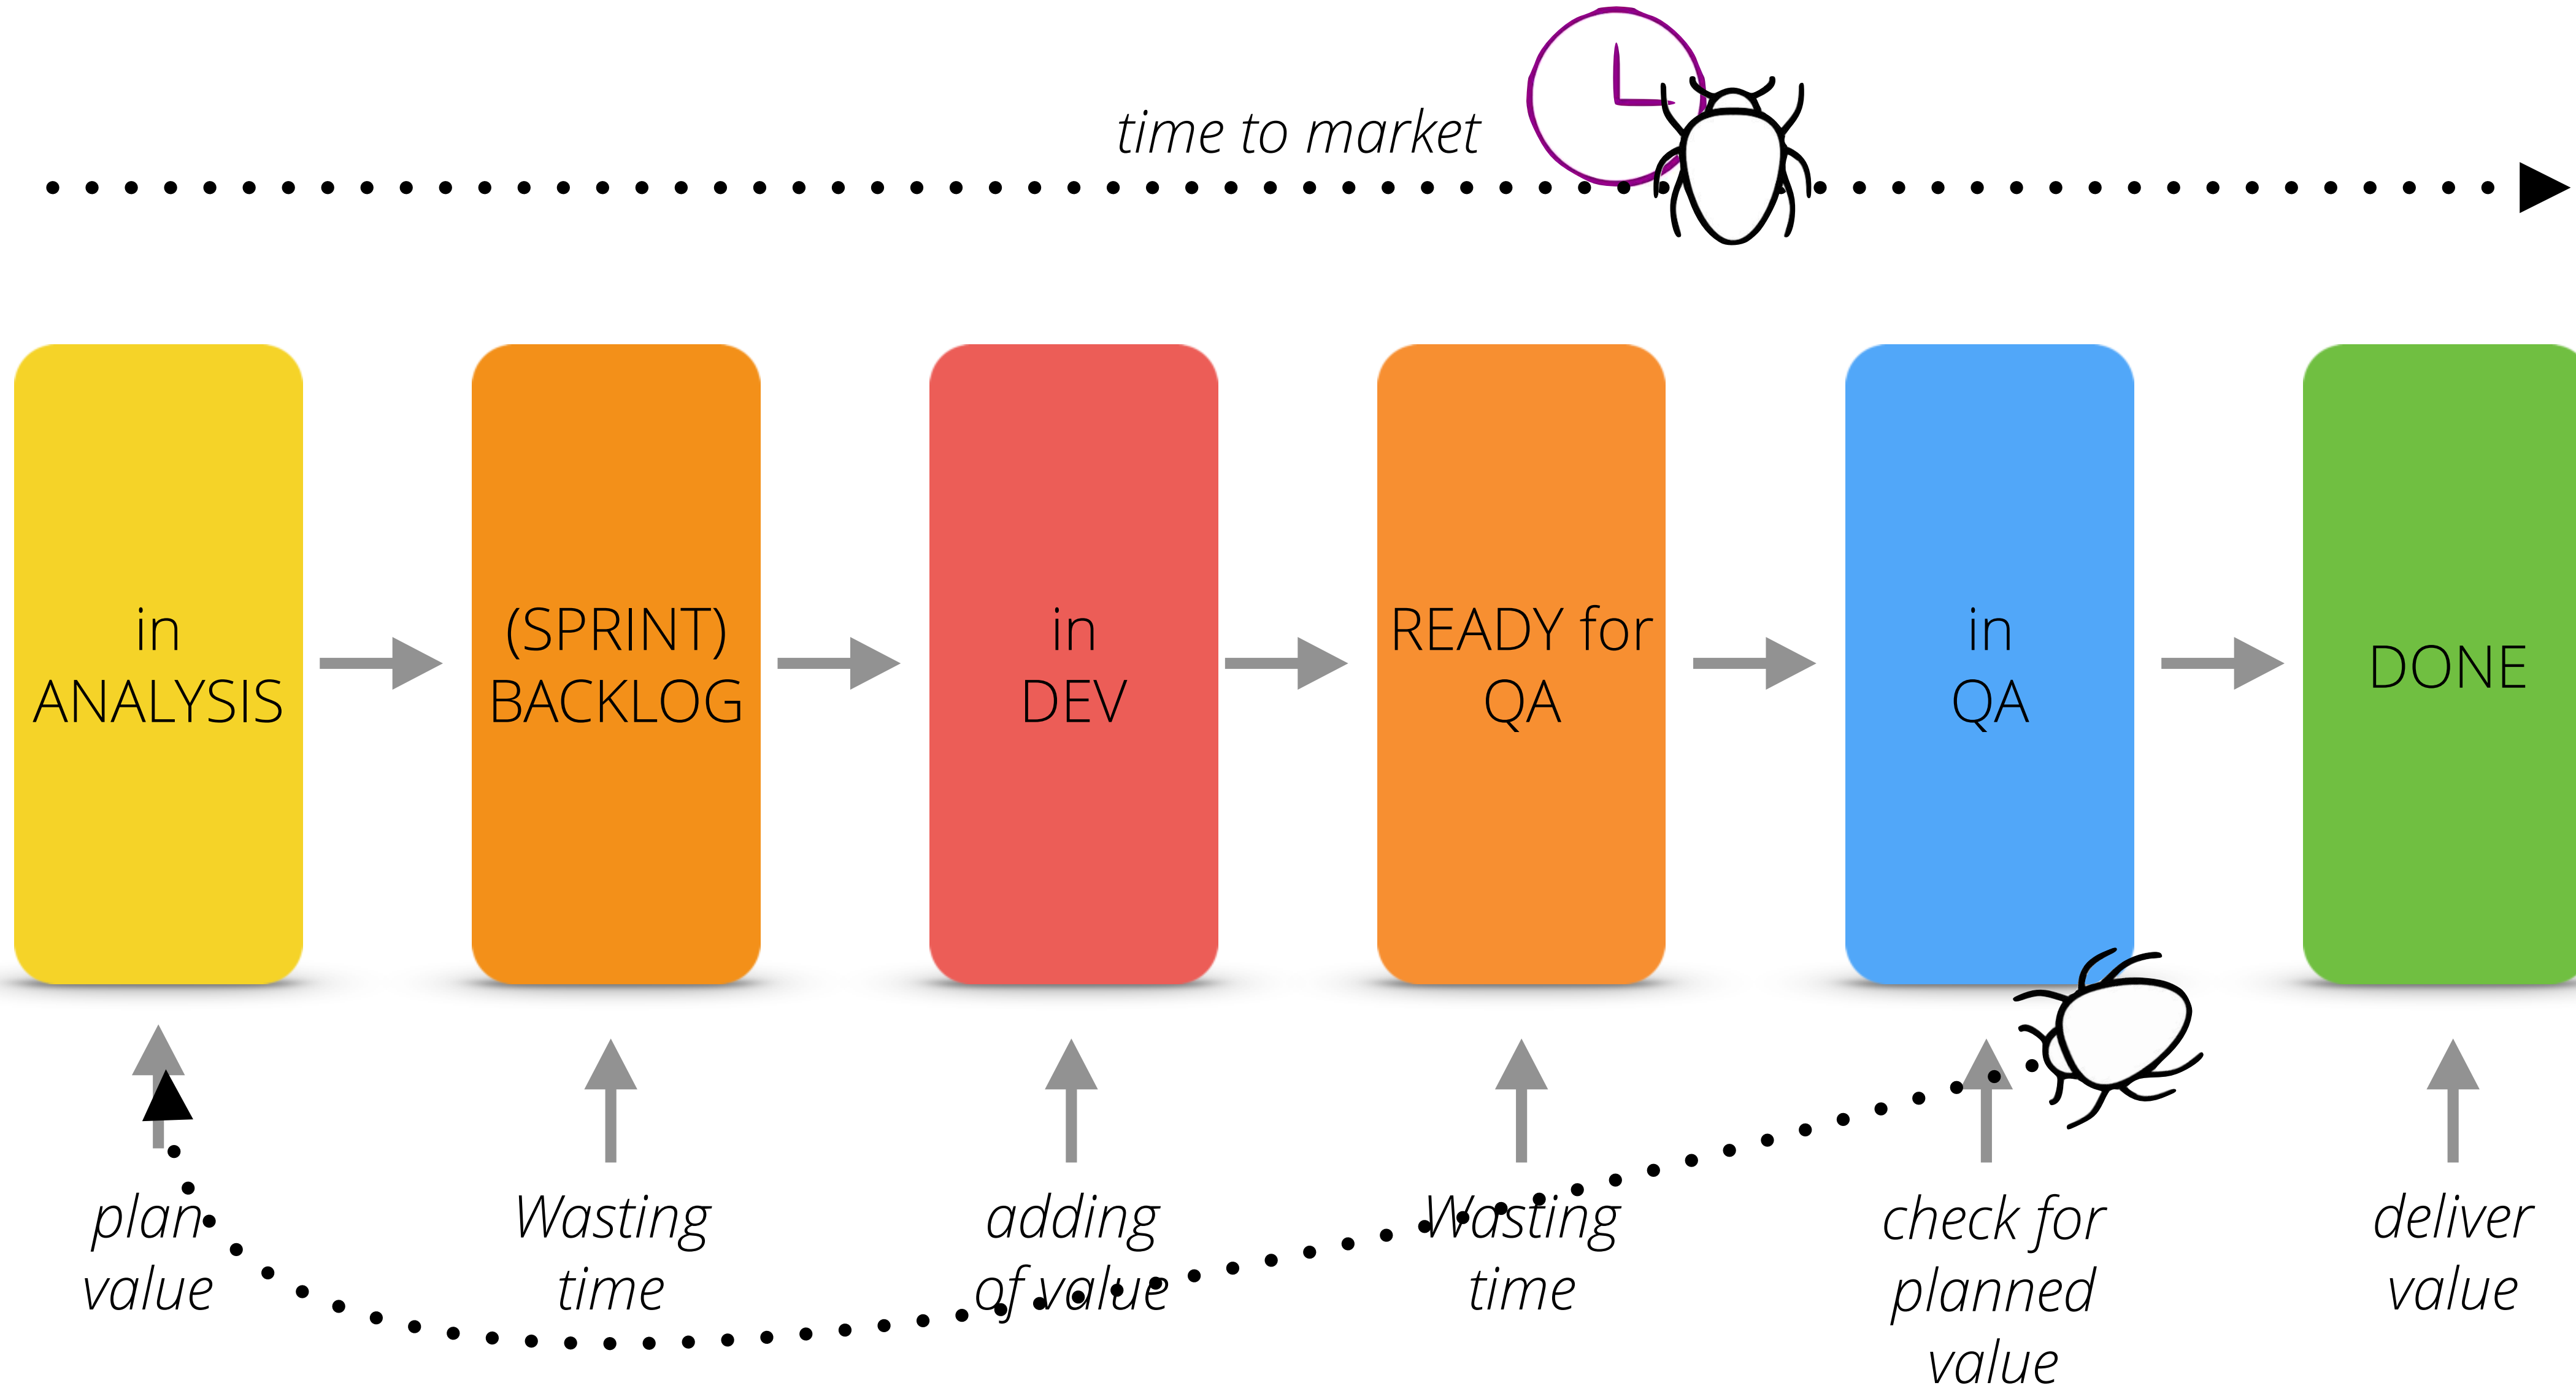 time to market
in
ANALYSIS
(SPRINT)
BACKLOG
in
DEV
READY for
QA
in
QA
DONE
plan
value
Wasting
time
adding
of value
Wasting
time
check for
planned
value
deliver
value